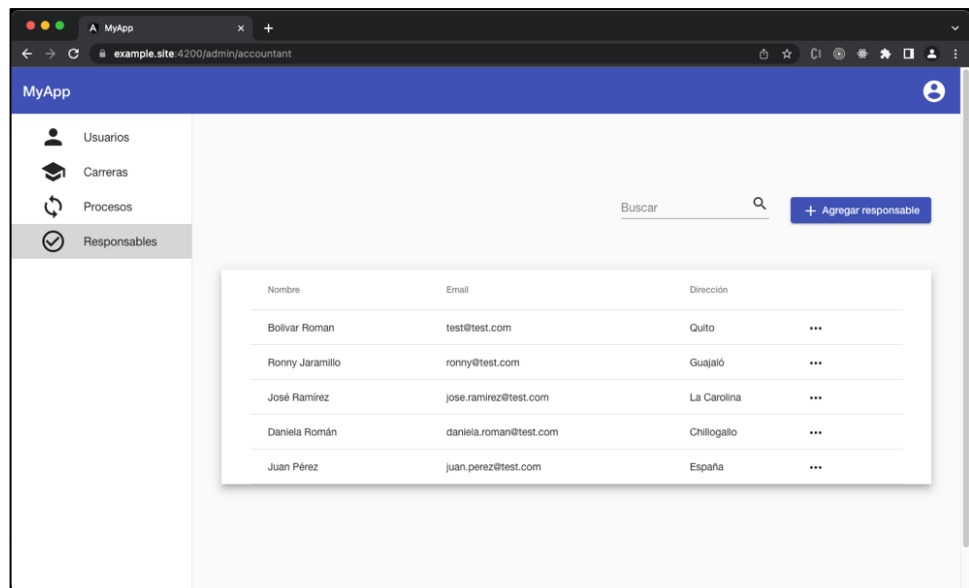 MyApp
example.site:4200/admin/accountant
MyApp
Usuarios
Carreras
Procesos
Responsables
Buscar
+ Agregar responsable
Nombre Email Dirección
Bolivar Roman test@test.com Quito
Ronny Jaramillo ronny@test.com Guajaló
José Ramírez jose.ramirez@test.com La Carolina
Daniela Román daniela.roman@test.com Chillogallo
Juan Pérez juan.perez@test.com España